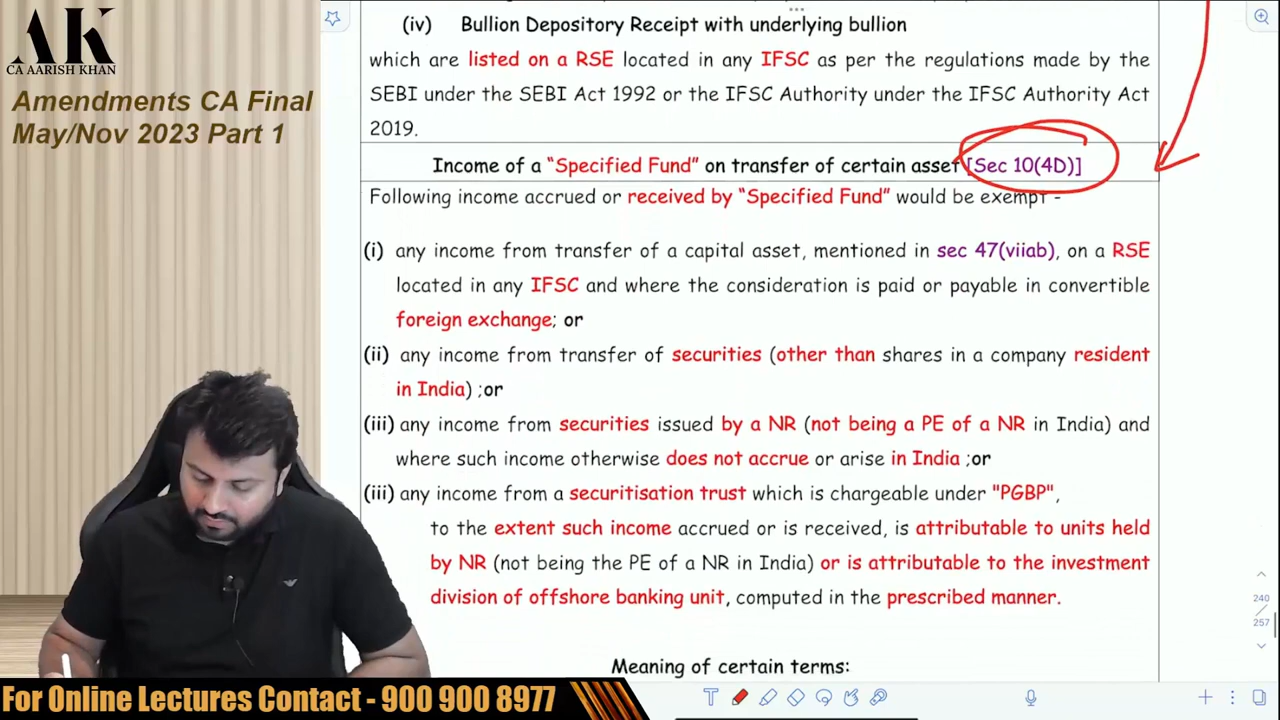 AK
CA AARISH KHAN
Amendments CA Final
May/Nov 2023 Part 1
(iv) Bullion Depository Receipt with underlying bullion
which are listed on a RSE located in any IFSC as per the regulations made by the
SEBI under the SEBI Act 1992 or the IFSC Authority under the IFSC Authority Act
2019.
Income of a “Specified Fund” on transfer of certain asset [Sec 10(4D)]
Following income accrued or received by “Specified Fund” would be exempt -
(i) any income from transfer of a capital asset, mentioned in sec 47(viiab), on a RSE
located in any IFSC and where the consideration is paid or payable in convertible
foreign exchange; or
(ii) any income from transfer of securities (other than shares in a company resident
in India) ;or
(iii) any income from securities issued by a NR (not being a PE of a NR in India) and
where such income otherwise does not accrue or arise in India ;or
(iii) any income from a securitisation trust which is chargeable under "PGBP",
to the extent such income accrued or is received, is attributable to units held
by NR (not being the PE of a NR in India) or is attributable to the investment
division of offshore banking unit, computed in the prescribed manner.
Meaning of certain terms:
240
257
For Online Lectures Contact - 900 900 8977